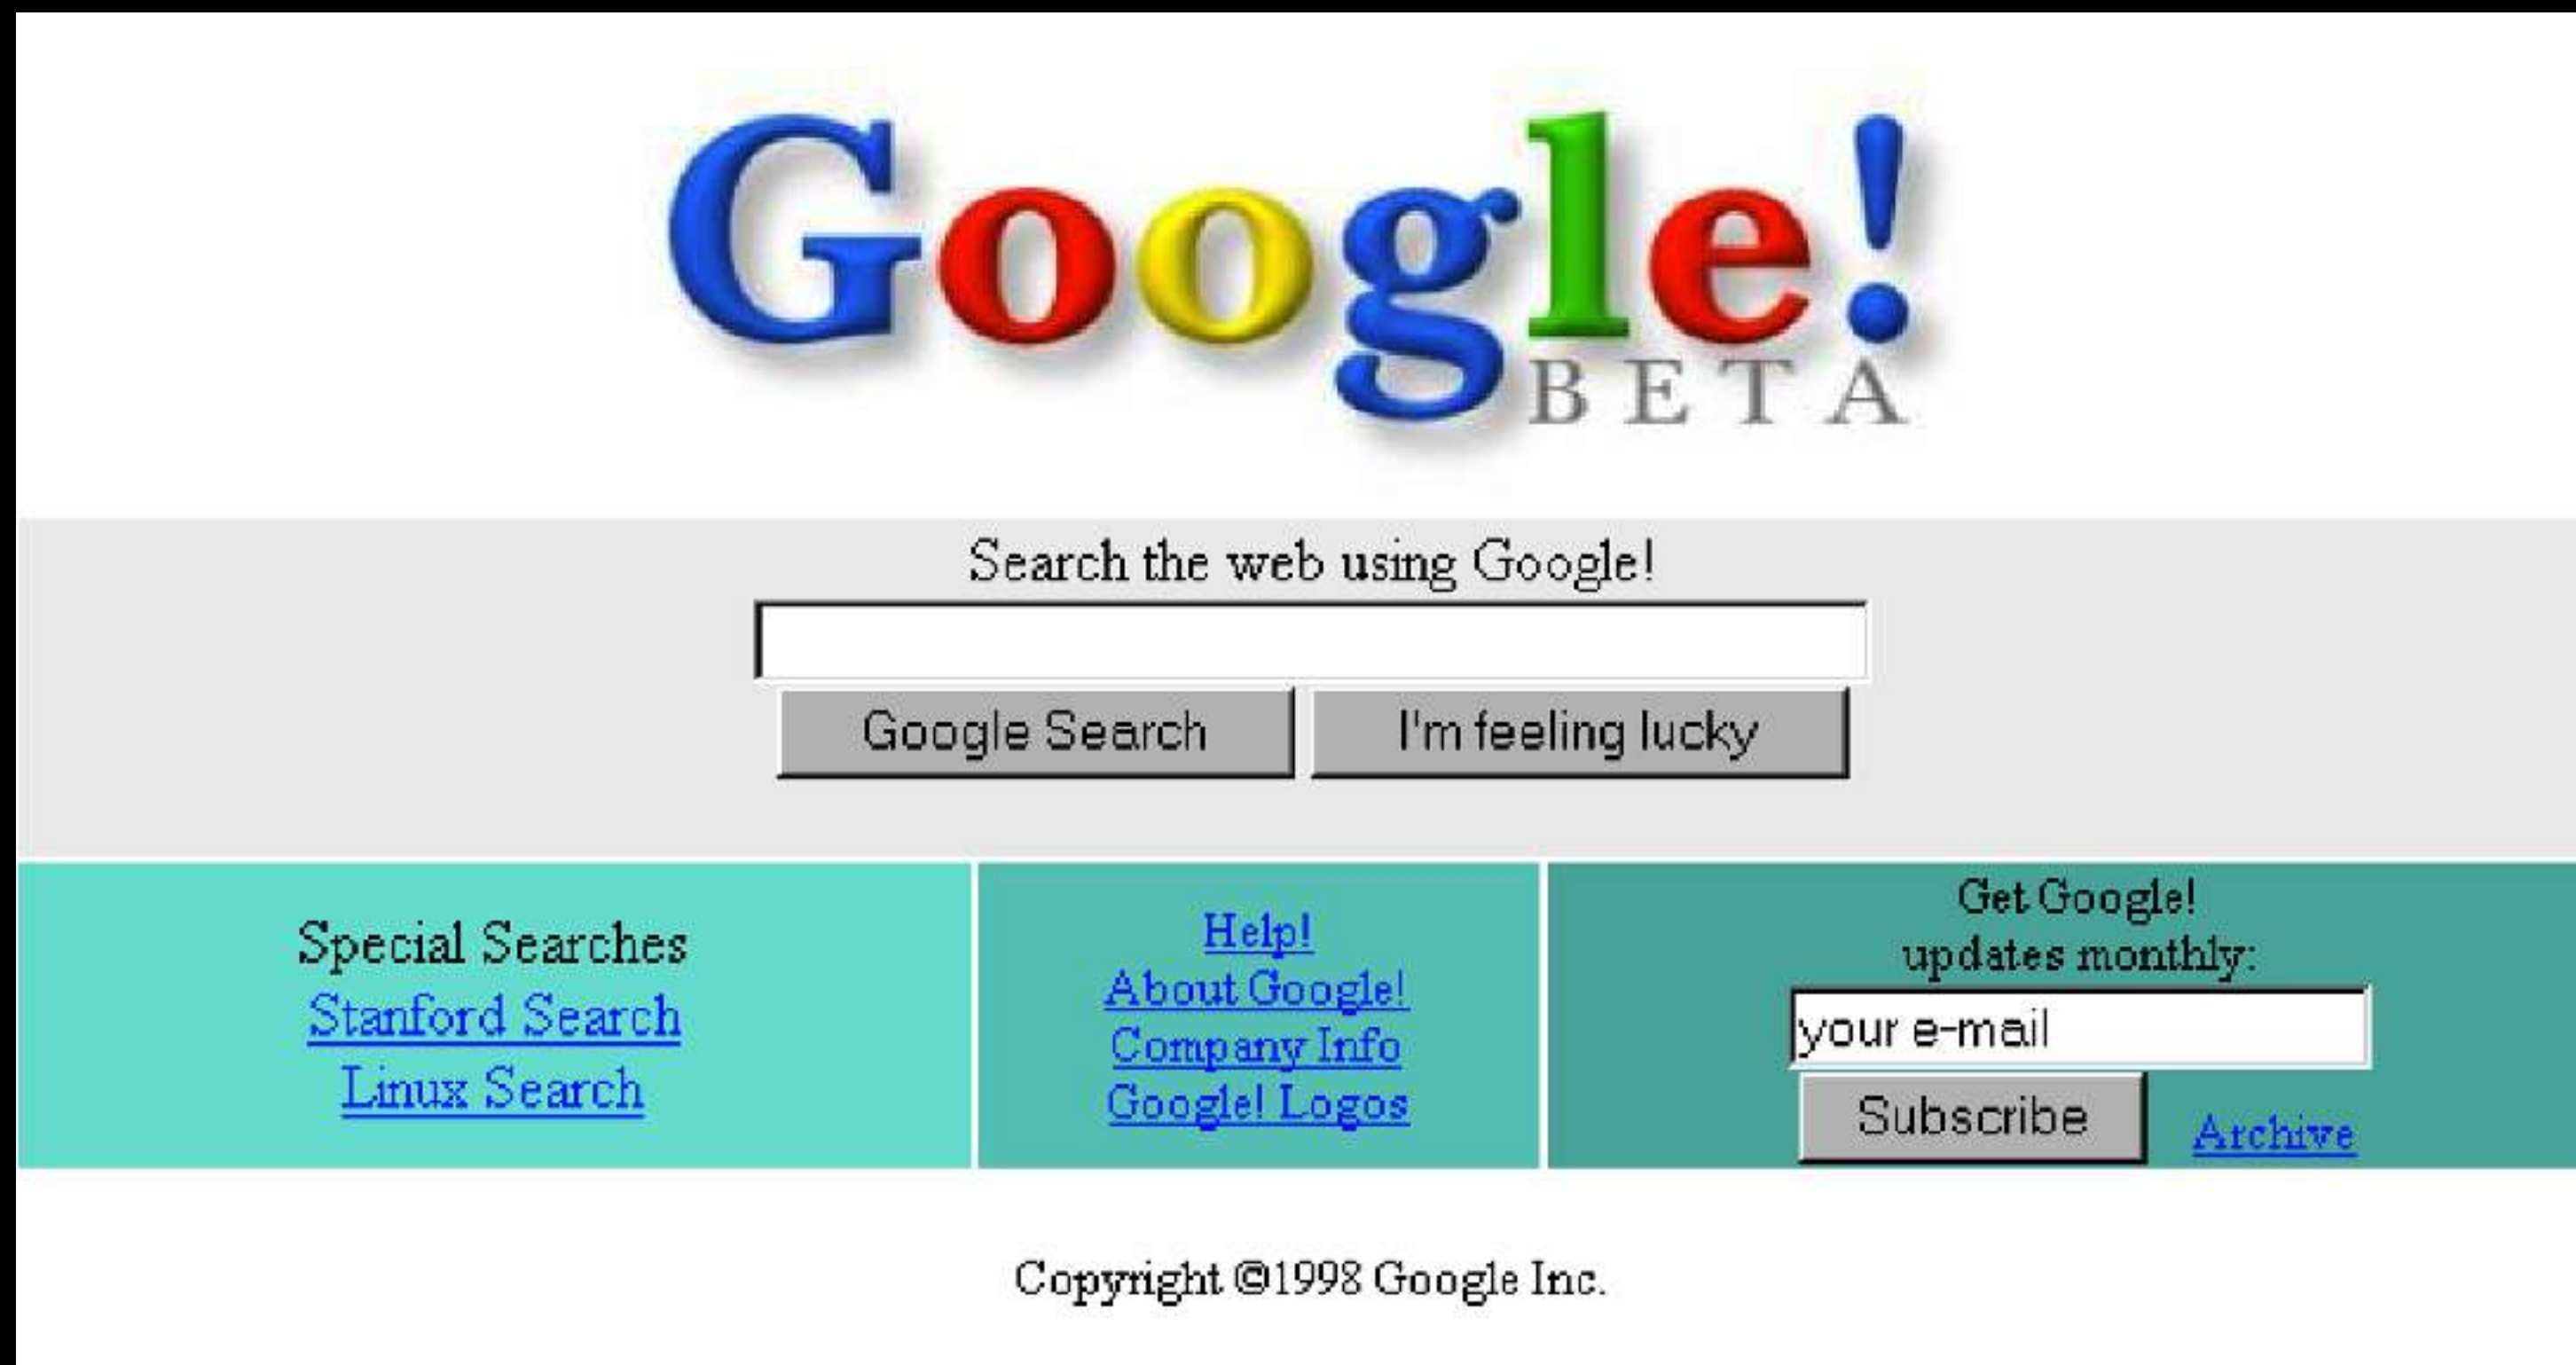 Google!
BETA
Search the web using Google!
Google Search
I'm feeling lucky
Special Searches
Stanford Search
Linux Search
Help!
About Google!
Company Info
Google! Logos
Get Google!
updates monthly:
your e-mail
Subscribe
Archive
Copyright ©1998 Google Inc.